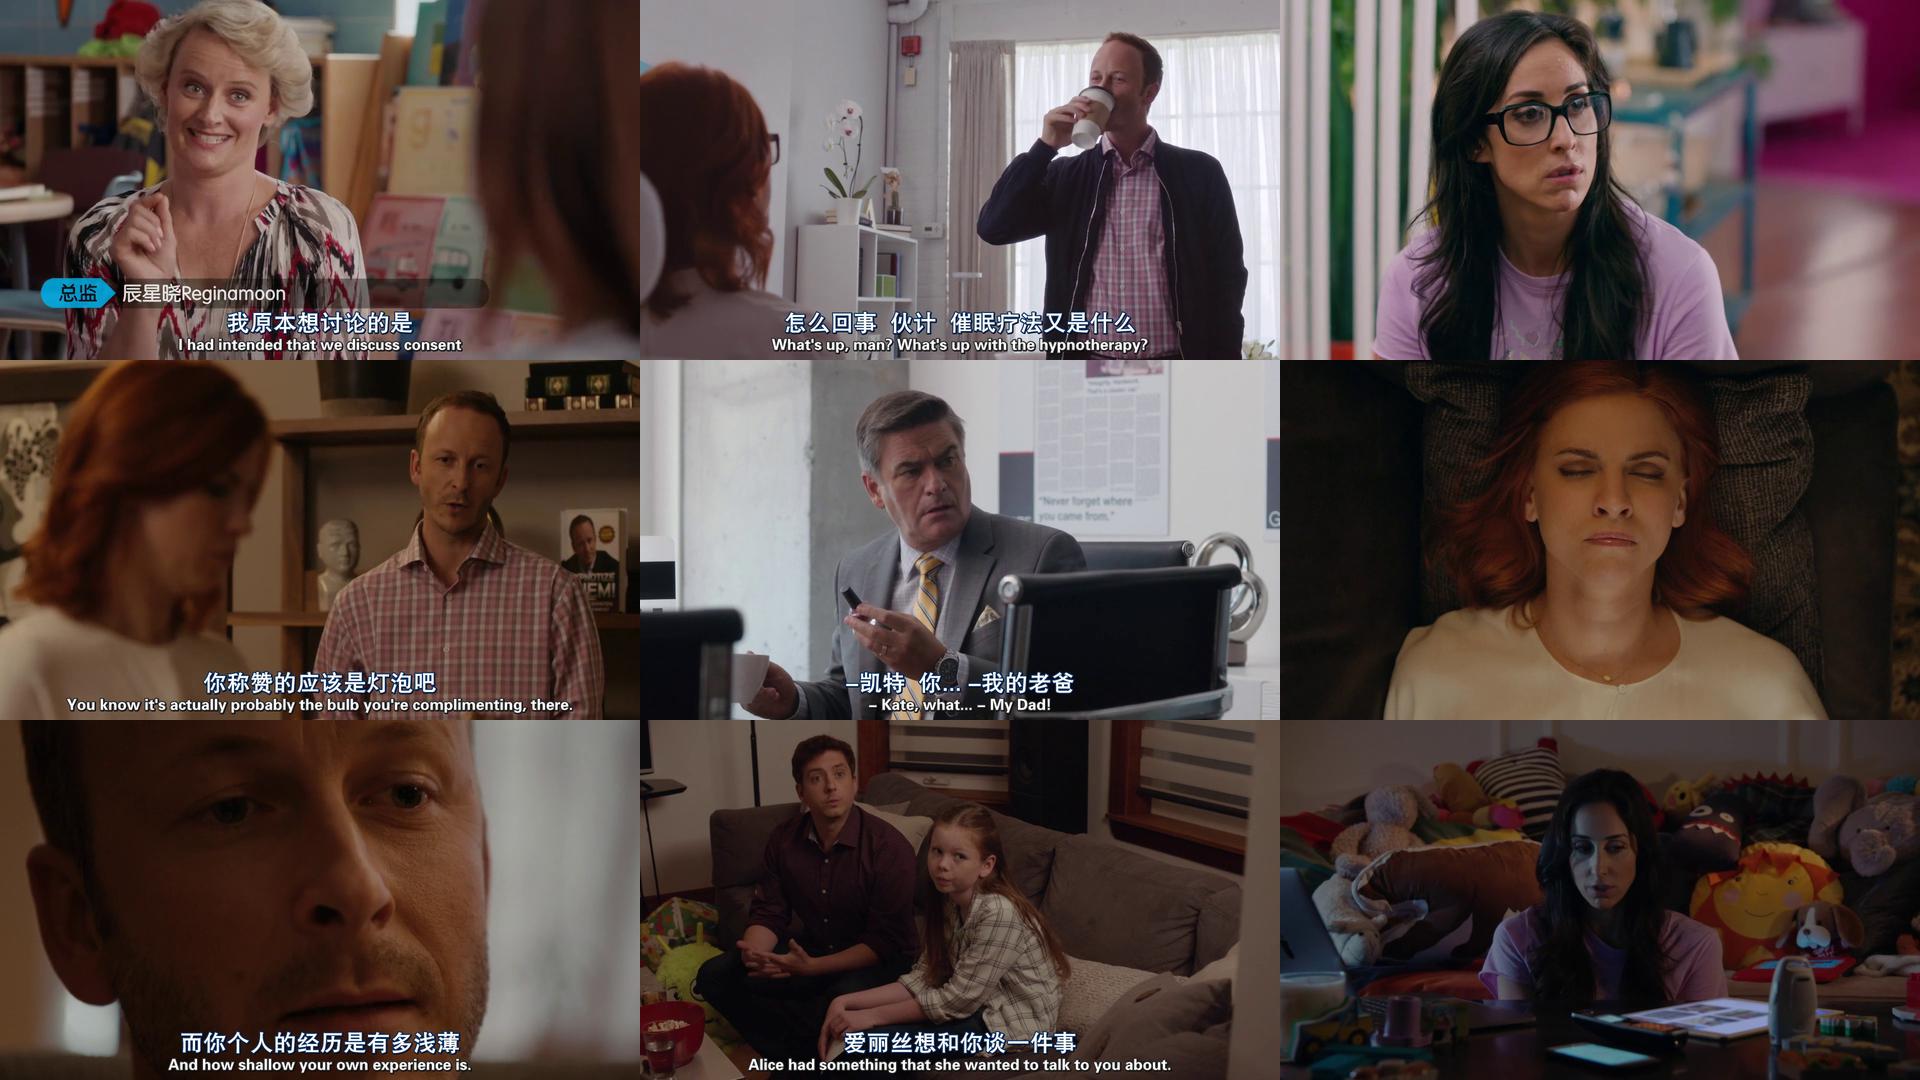 总监 辰星晓Reginamoon
我原本想讨论的是
I had intended that we discuss consent
怎么回事 伙计 催眠疗法又是什么
What's up, man? What's up with the hypnotherapy?
你称赞的应该是灯泡吧
You know it's actually probably the bulb you're complimenting, there.
"Never forget where
you came from."
–凯特 你... –我的老爸
– Kate, what... – My Dad!
而你个人的经历是有多浅薄
And how shallow your own experience is.
爱丽丝想和你谈一件事
Alice had something that she wanted to talk to you about.